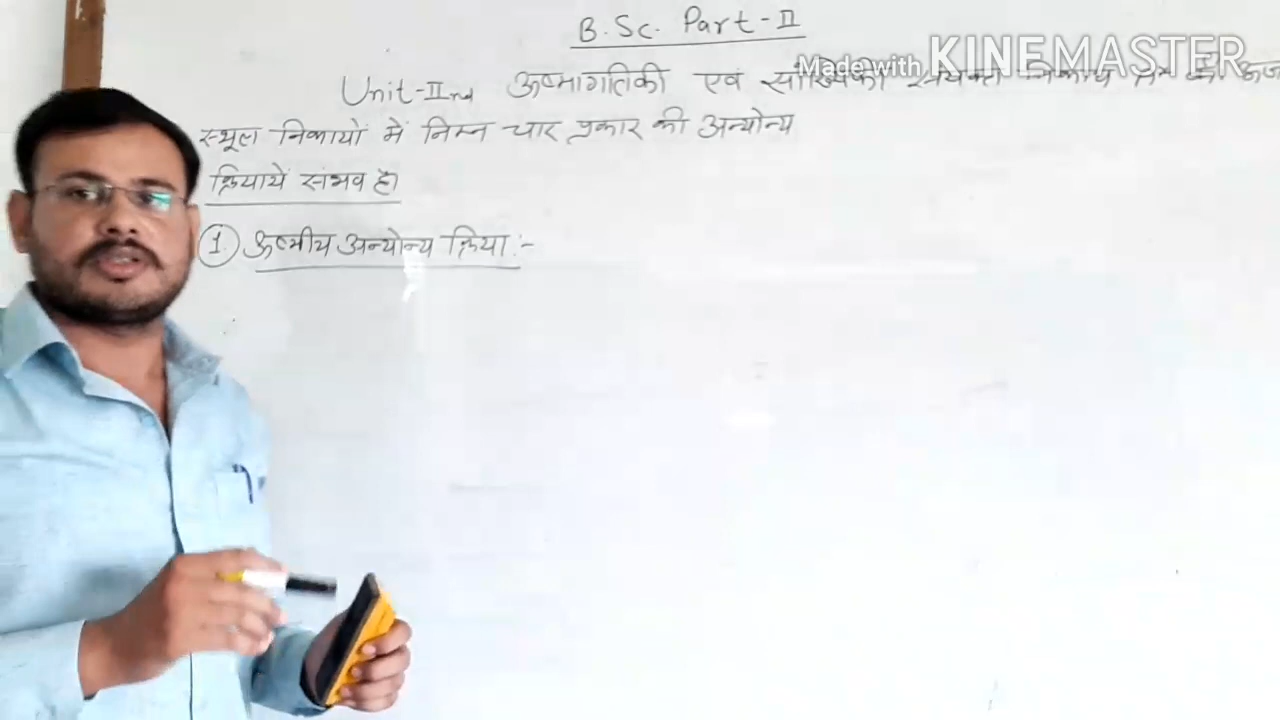 B.Sc. Part-II
Made with KINEMASTER
Unit-IInd ऊष्मागतिकी एवं सांख्यिकी
स्थूल निकायों में निम्न चार प्रकार की अन्योन्य
क्रियायें संभव है।
1. ऊष्मीय अन्योन्य क्रिया:-